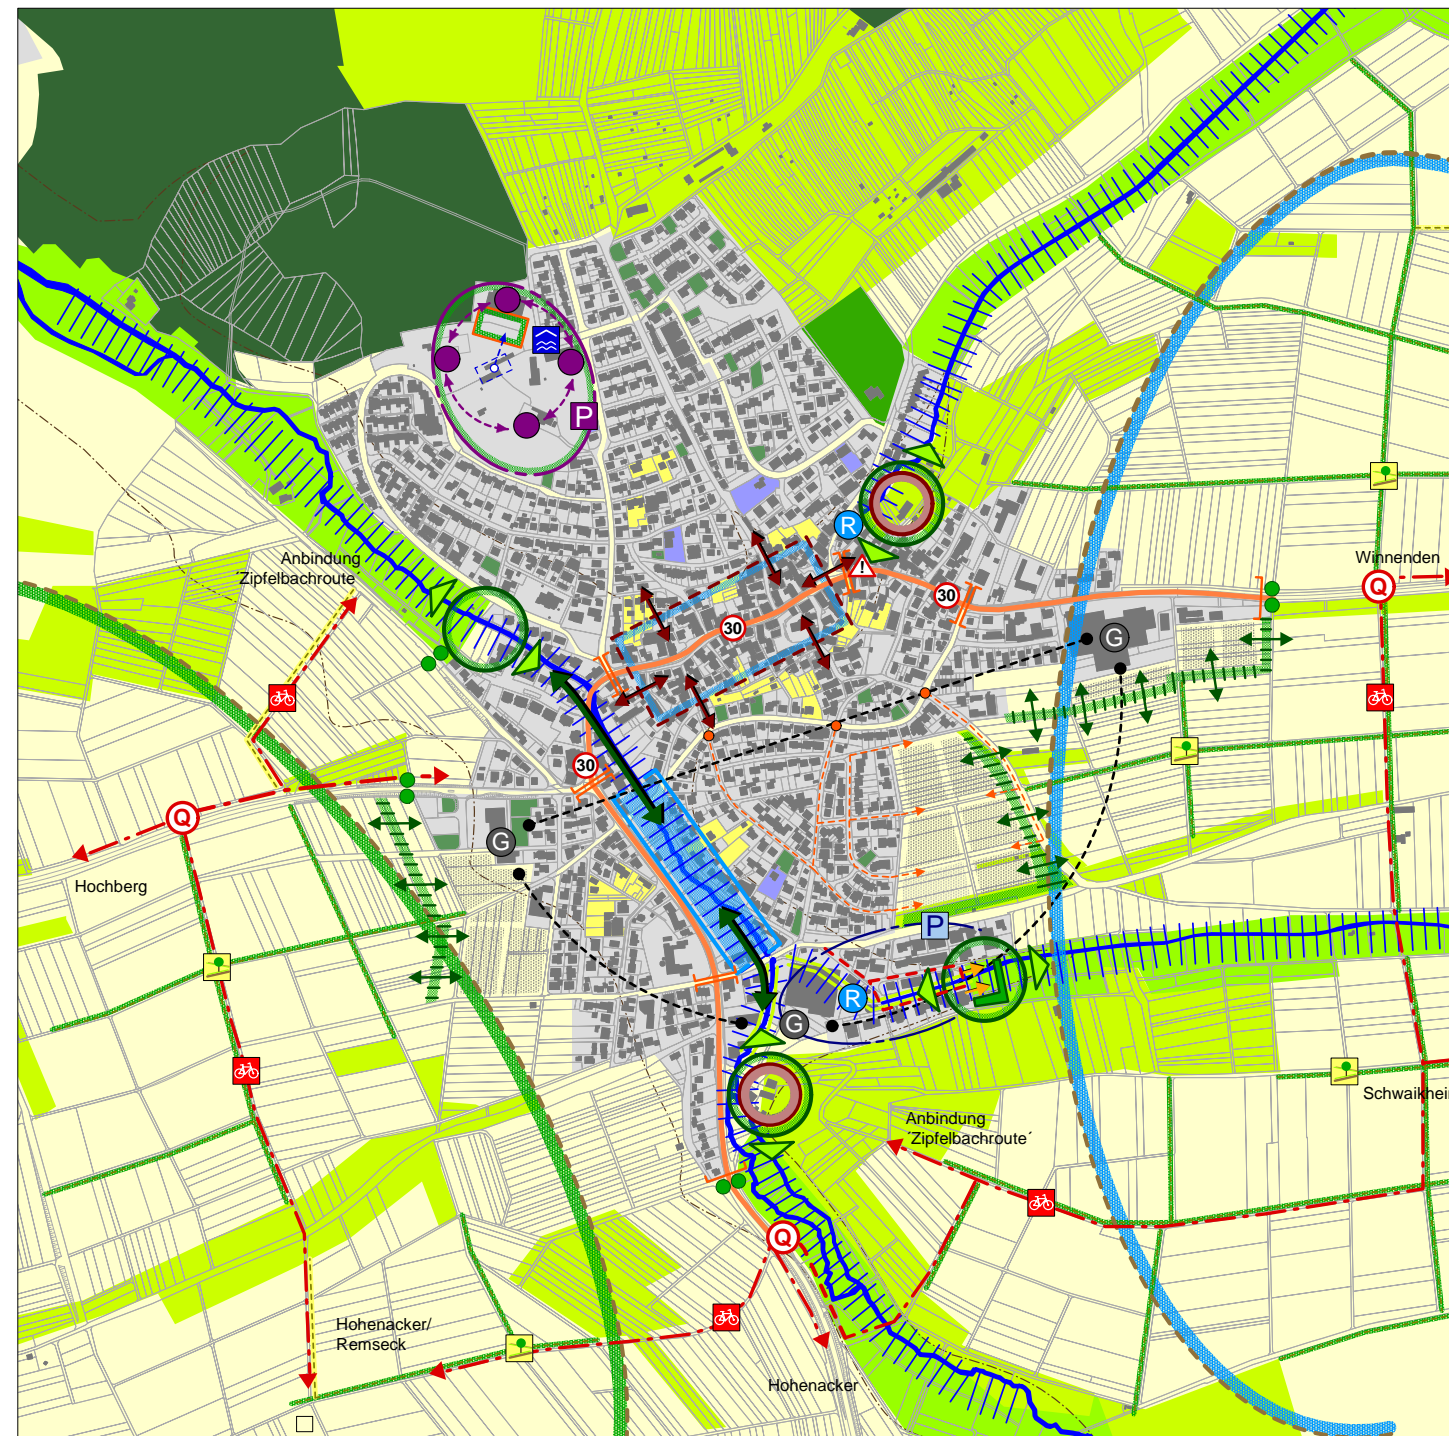 P
R
Anbindung
´Zipfelbachroute
Winnenden
!
Q
30
30
G
30
Q
G
Hochberg
P
R
G
Schwaikhei
Anbindung
´Zipfelbachroute´
Q
Hohenacker/
Remseck
Hohenacker